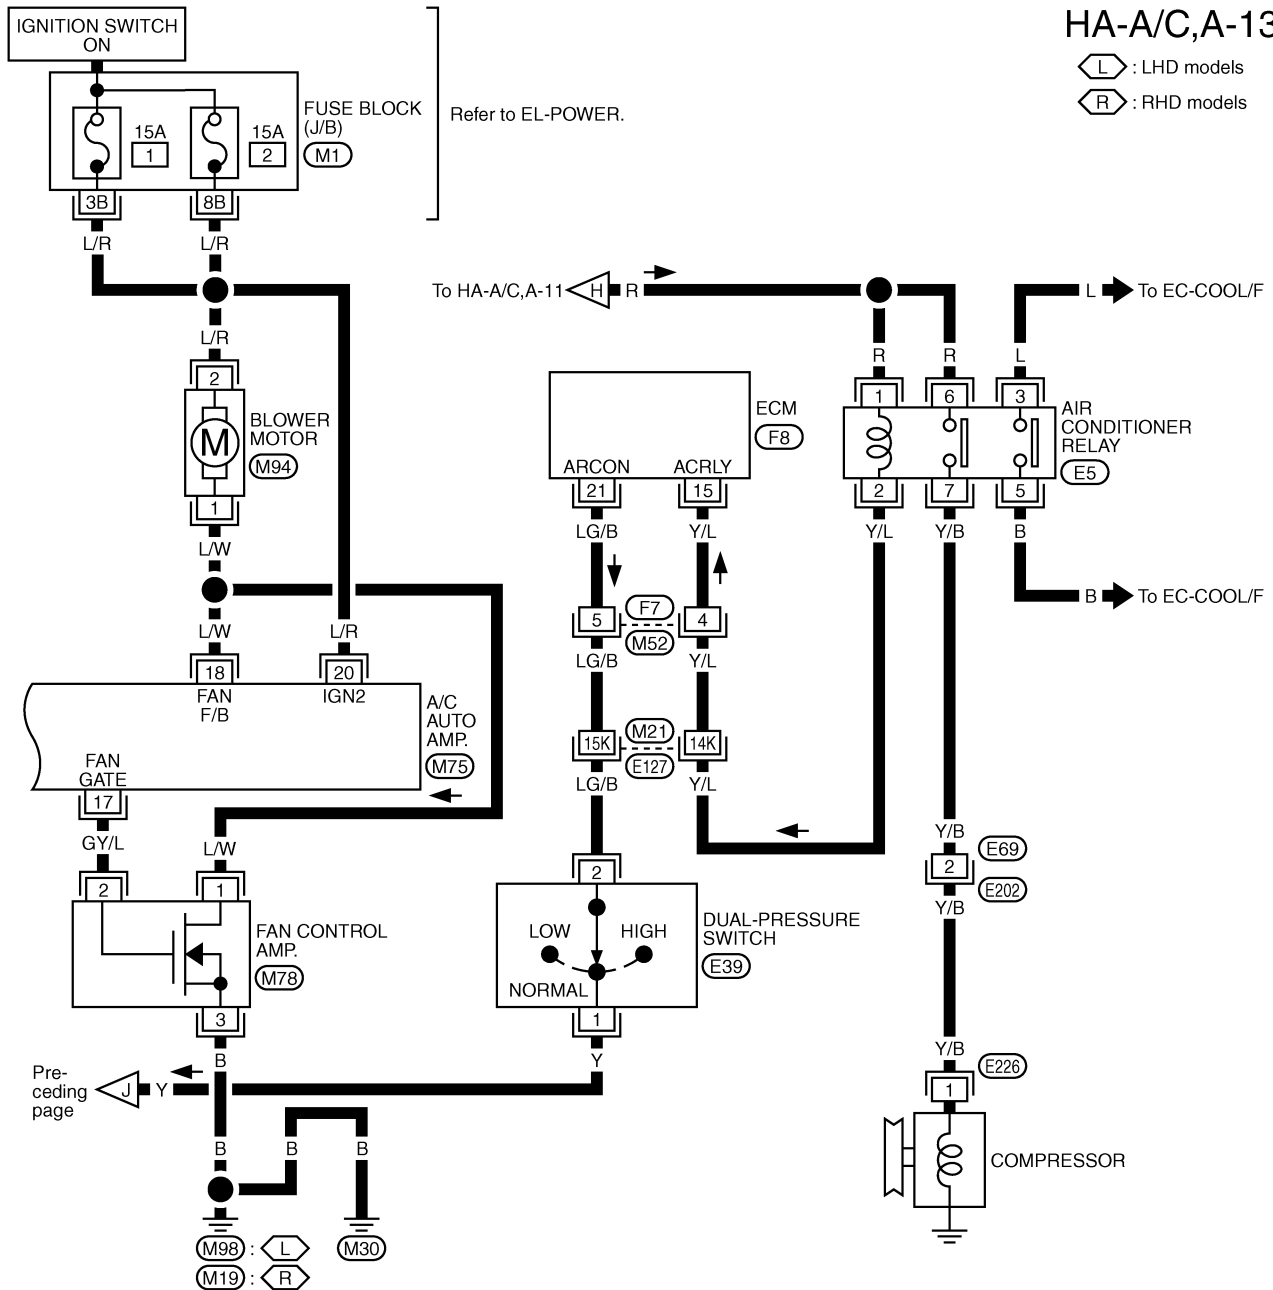 HA-A/C,A-13
L : LHD models
R : RHD models
IGNITION SWITCH
ON
15A
1
15A
2
FUSE BLOCK
(J/B)
M1
Refer to EL-POWER.
3B
8B
L/R
L/R
L/R
2
BLOWER
MOTOR
M
M94
1
L/W
L/W
L/R
18
20
FAN
F/B
IGN2
A/C
AUTO
AMP.
M75
FAN
GATE
17
GY/L
L/W
2
1
FAN CONTROL
AMP.
M78
3
B
Pre-
ceding
page
J
Y
B
B
B
M98 : L
M19 : R
M30
To HA-A/C,A-11
H
R
R
R
L
L
To EC-COOL/F
1
6
3
AIR
CONDITIONER
RELAY
E5
2
7
5
Y/L
Y/B
B
B
To EC-COOL/F
ECM
F8
ARCON
ACRLY
21
15
LG/B
Y/L
5
F7
M52
4
LG/B
Y/L
15K
M21
E127
14K
LG/B
Y/L
2
LOW
HIGH
NORMAL
DUAL-PRESSURE
SWITCH
E39
1
Y
Y/B
2
E69
E202
Y/B
Y/B
E226
1
COMPRESSOR